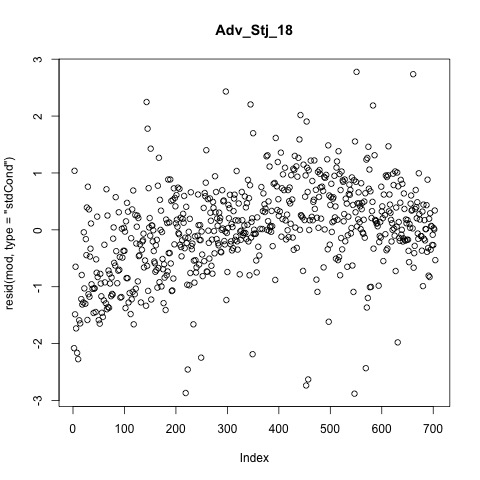 Adv_Stj_18
resid(mod, type = "stdCond")
3
2
1
0
-1
-2
-3
0 100 200 300 400 500 600 700
Index